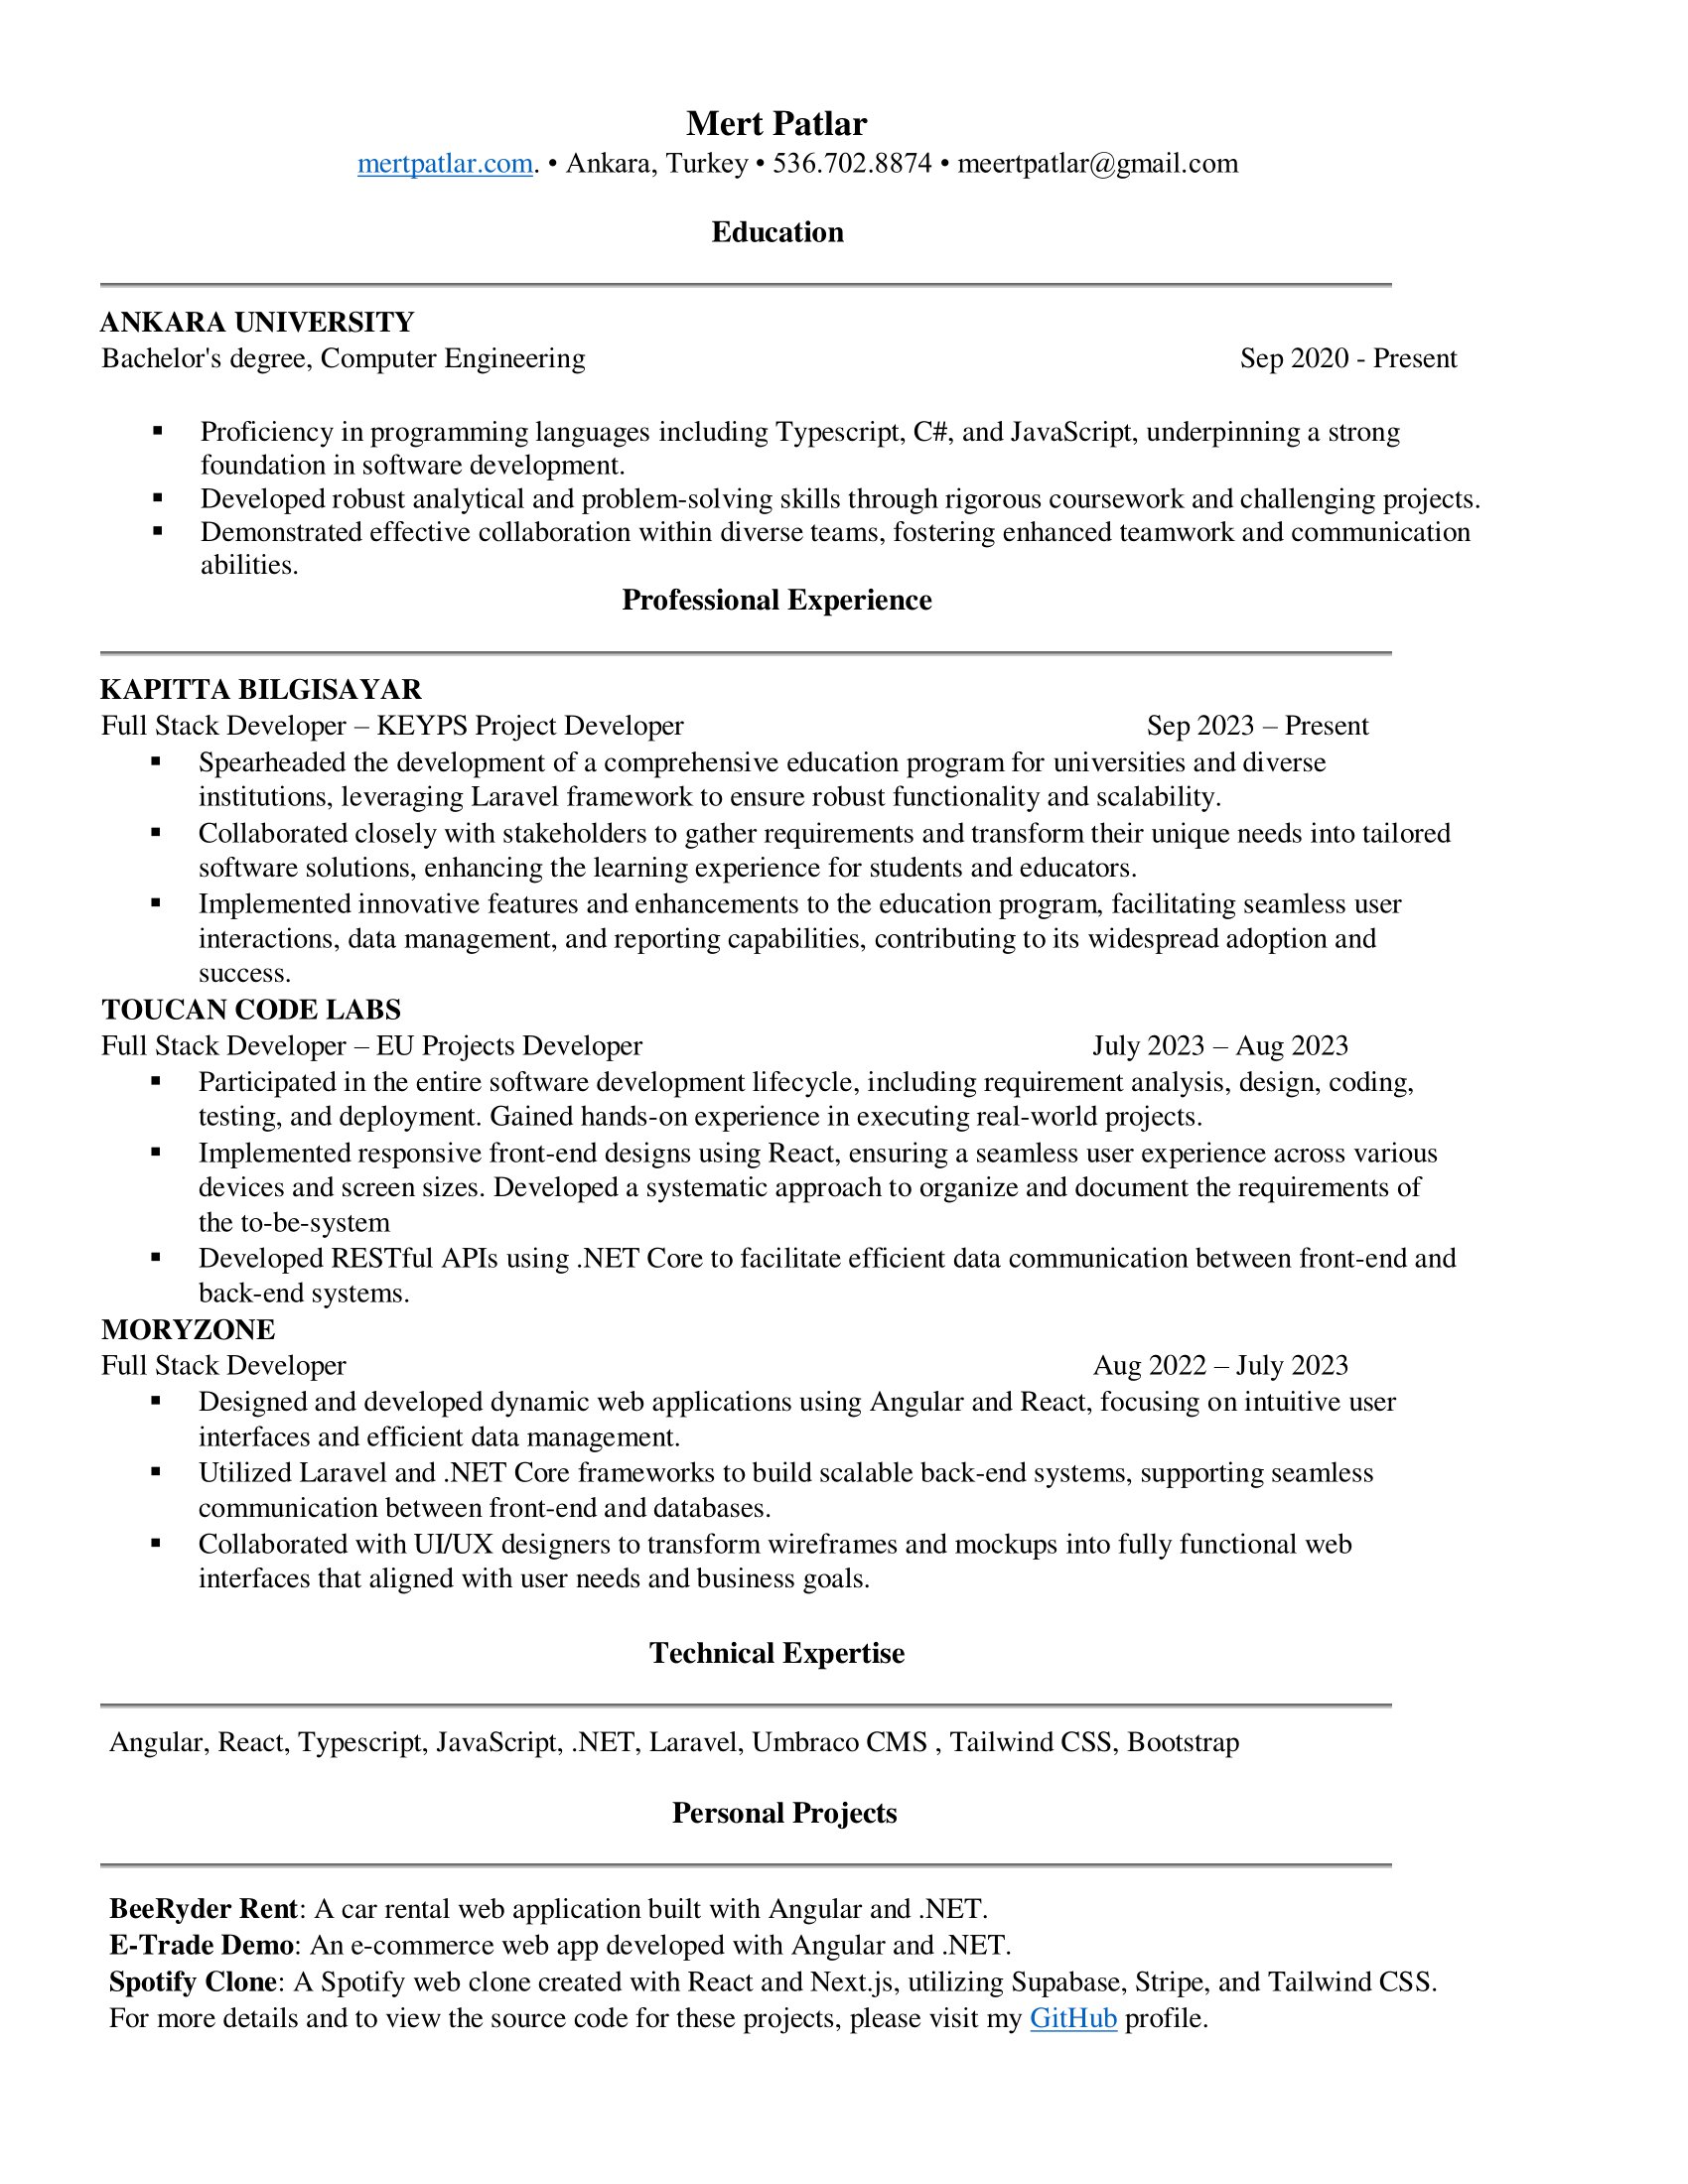 Mert Patlar
mertpatlar.com. • Ankara, Turkey • 536.702.8874 • meertpatlar@gmail.com
Education
ANKARA UNIVERSITY
Bachelor's degree, Computer Engineering Sep 2020 - Present
▪ Proficiency in programming languages including Typescript, C#, and JavaScript, underpinning a strong
foundation in software development.
▪ Developed robust analytical and problem-solving skills through rigorous coursework and challenging projects.
▪ Demonstrated effective collaboration within diverse teams, fostering enhanced teamwork and communication
abilities.
Professional Experience
KAPITTA BILGISAYAR
Full Stack Developer – KEYPS Project Developer Sep 2023 – Present
▪ Spearheaded the development of a comprehensive education program for universities and diverse
institutions, leveraging Laravel framework to ensure robust functionality and scalability.
▪ Collaborated closely with stakeholders to gather requirements and transform their unique needs into tailored
software solutions, enhancing the learning experience for students and educators.
▪ Implemented innovative features and enhancements to the education program, facilitating seamless user
interactions, data management, and reporting capabilities, contributing to its widespread adoption and
success.
TOUCAN CODE LABS
Full Stack Developer – EU Projects Developer July 2023 – Aug 2023
▪ Participated in the entire software development lifecycle, including requirement analysis, design, coding,
testing, and deployment. Gained hands-on experience in executing real-world projects.
▪ Implemented responsive front-end designs using React, ensuring a seamless user experience across various
devices and screen sizes. Developed a systematic approach to organize and document the requirements of
the to-be-system
▪ Developed RESTful APIs using .NET Core to facilitate efficient data communication between front-end and
back-end systems.
MORYZONE
Full Stack Developer Aug 2022 – July 2023
▪ Designed and developed dynamic web applications using Angular and React, focusing on intuitive user
interfaces and efficient data management.
▪ Utilized Laravel and .NET Core frameworks to build scalable back-end systems, supporting seamless
communication between front-end and databases.
▪ Collaborated with UI/UX designers to transform wireframes and mockups into fully functional web
interfaces that aligned with user needs and business goals.
Technical Expertise
Angular, React, Typescript, JavaScript, .NET, Laravel, Umbraco CMS , Tailwind CSS, Bootstrap
Personal Projects
BeeRyder Rent: A car rental web application built with Angular and .NET.
E-Trade Demo: An e-commerce web app developed with Angular and .NET.
Spotify Clone: A Spotify web clone created with React and Next.js, utilizing Supabase, Stripe, and Tailwind CSS.
For more details and to view the source code for these projects, please visit my GitHub profile.